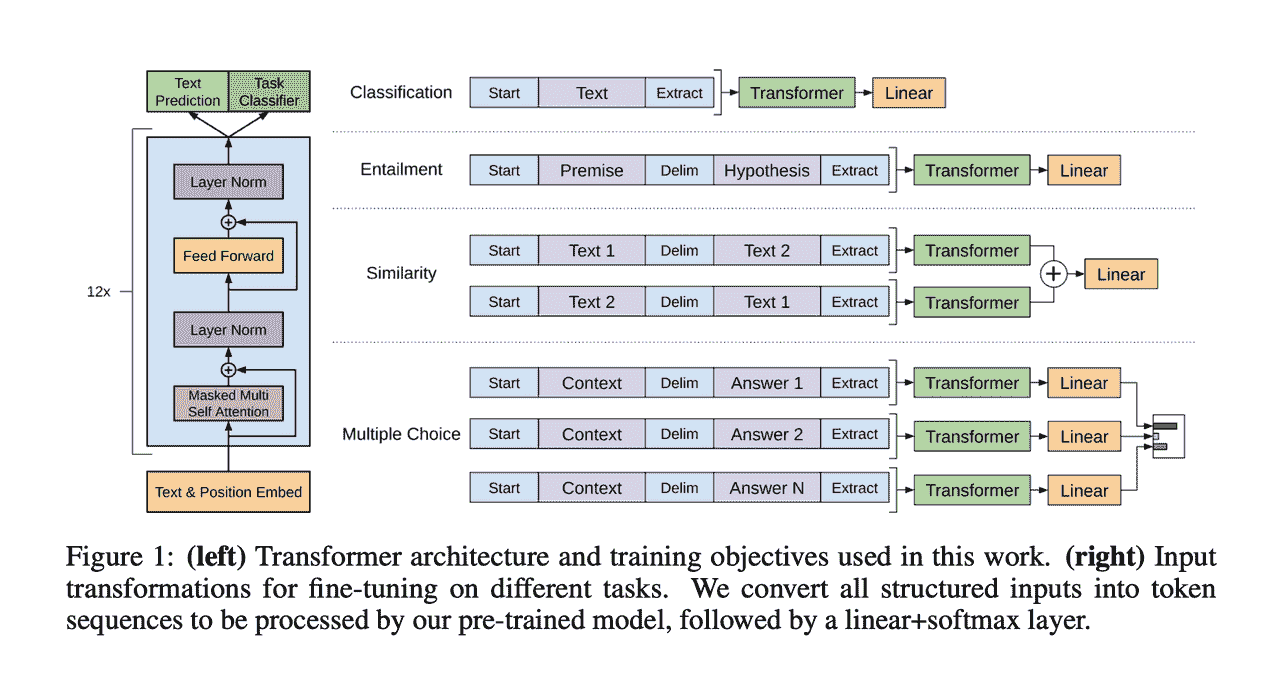 Text Prediction
Task Classifier
12x
Layer Norm
+
Feed Forward
Layer Norm
+
Masked Multi Self Attention
Text & Position Embed
Classification Start Text Extract Transformer Linear
Entailment Start Premise Delim Hypothesis Extract Transformer Linear
Similarity
Start Text 1 Delim Text 2 Extract Transformer
Start Text 2 Delim Text 1 Extract Transformer
+ Linear
Multiple Choice
Start Context Delim Answer 1 Extract Transformer Linear
Start Context Delim Answer 2 Extract Transformer Linear
Start Context Delim Answer N Extract Transformer Linear
Figure 1: (left) Transformer architecture and training objectives used in this work. (right) Input
transformations for fine-tuning on different tasks. We convert all structured inputs into token
sequences to be processed by our pre-trained model, followed by a linear+softmax layer.